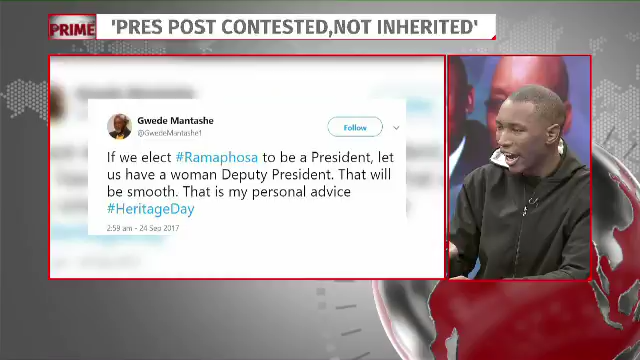 PRIME
'PRES POST CONTESTED,NOT INHERITED'
Gwede Mantashe
@GwedeMantashe1
Follow
If we elect #Ramaphosa to be a President, let
us have a woman Deputy President. That will
be smooth. That is my personal advice
#HeritageDay
2:59 am - 24 Sep 2017